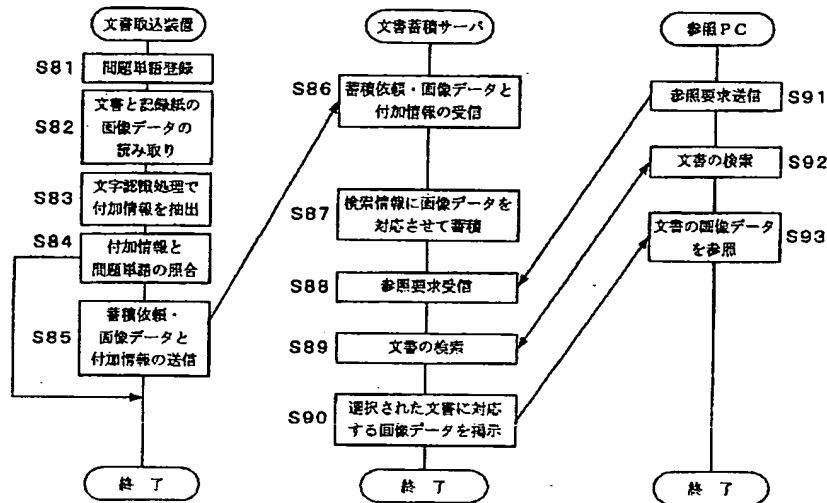 文書取込装置
S81
問題単語登録
S82
文書と記録紙の
画像データの
読み取り
S83
文字認識処理で
付加情報を抽出
S84
付加情報と
問題単語の照合
S85
蓄積依頼・
画像データと
付加情報の送信
終了
文書蓄積サーバ
S86
蓄積依頼・画像データと
付加情報の受信
S87
検索情報に画像データを
対応させて蓄積
S88
参照要求受信
S89
文書の検索
S90
選択された文書に対応
する画像データを掲示
終了
参照PC
参照要求送信
S91
文書の検索
S92
文書の画像データ
を参照
S93
終了